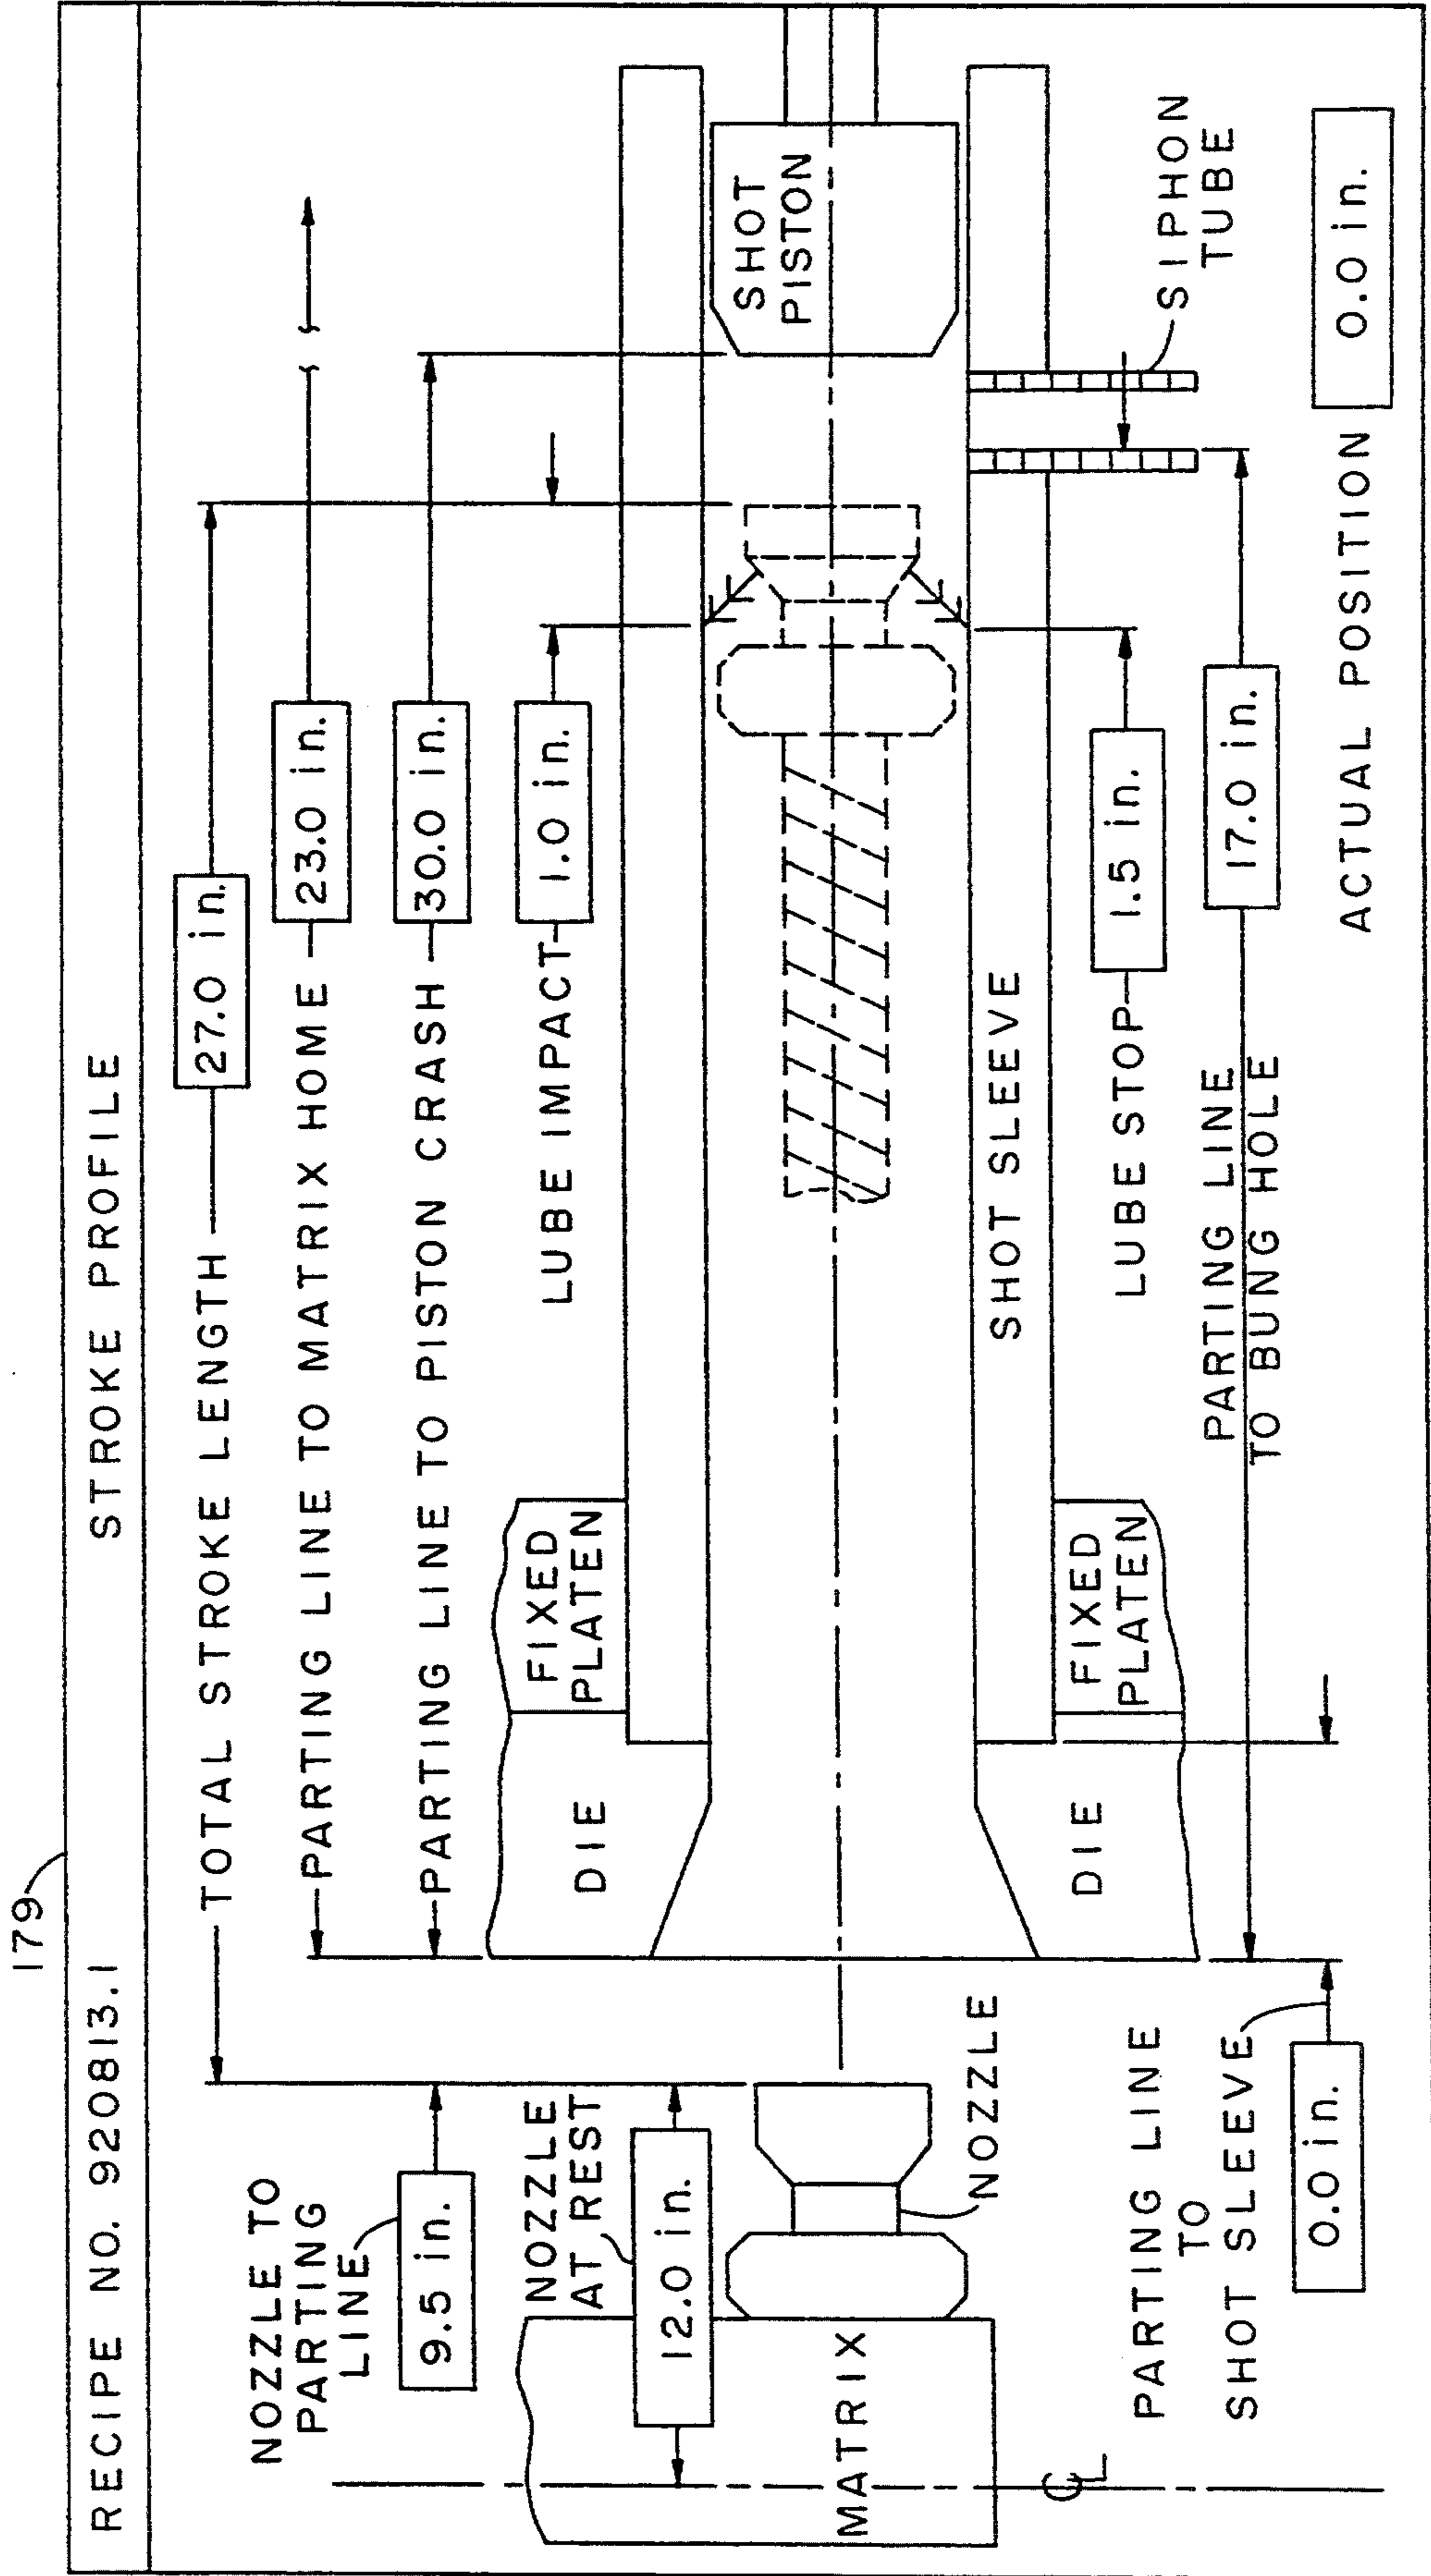 179
RECIPE NO. 920813.1 STROKE PROFILE
TOTAL STROKE LENGTH 27.0 in.
PARTING LINE TO MATRIX HOME 23.0 in.
PARTING LINE TO PISTON CRASH 30.0 in.
LUBE IMPACT 1.0 in.
NOZZLE TO
PARTING
LINE
9.5 in.
NOZZLE
AT REST
12.0 in.
MATRIX
CL
NOZZLE
DIE
FIXED
PLATEN
SHOT
PISTON
SHOT SLEEVE
DIE
FIXED
PLATEN
LUBE STOP 1.5 in.
SIPHON
TUBE
PARTING LINE
TO BUNG HOLE
17.0 in.
PARTING LINE
TO
SHOT SLEEVE
0.0 in.
ACTUAL POSITION 0.0 in.